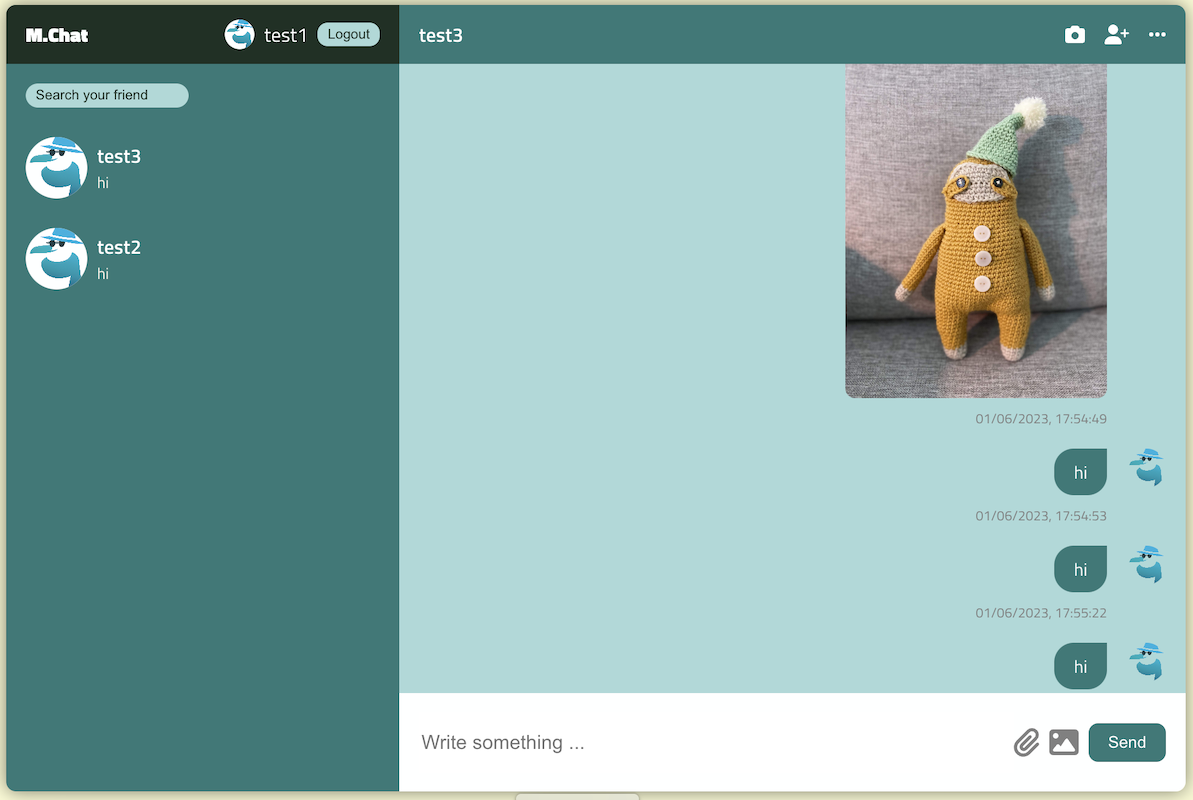 M.Chat
test1
Logout
Search your friend
test3
hi
test2
hi
test3
01/06/2023, 17:54:49
hi
01/06/2023, 17:54:53
hi
01/06/2023, 17:55:22
hi
Write something ...
Send